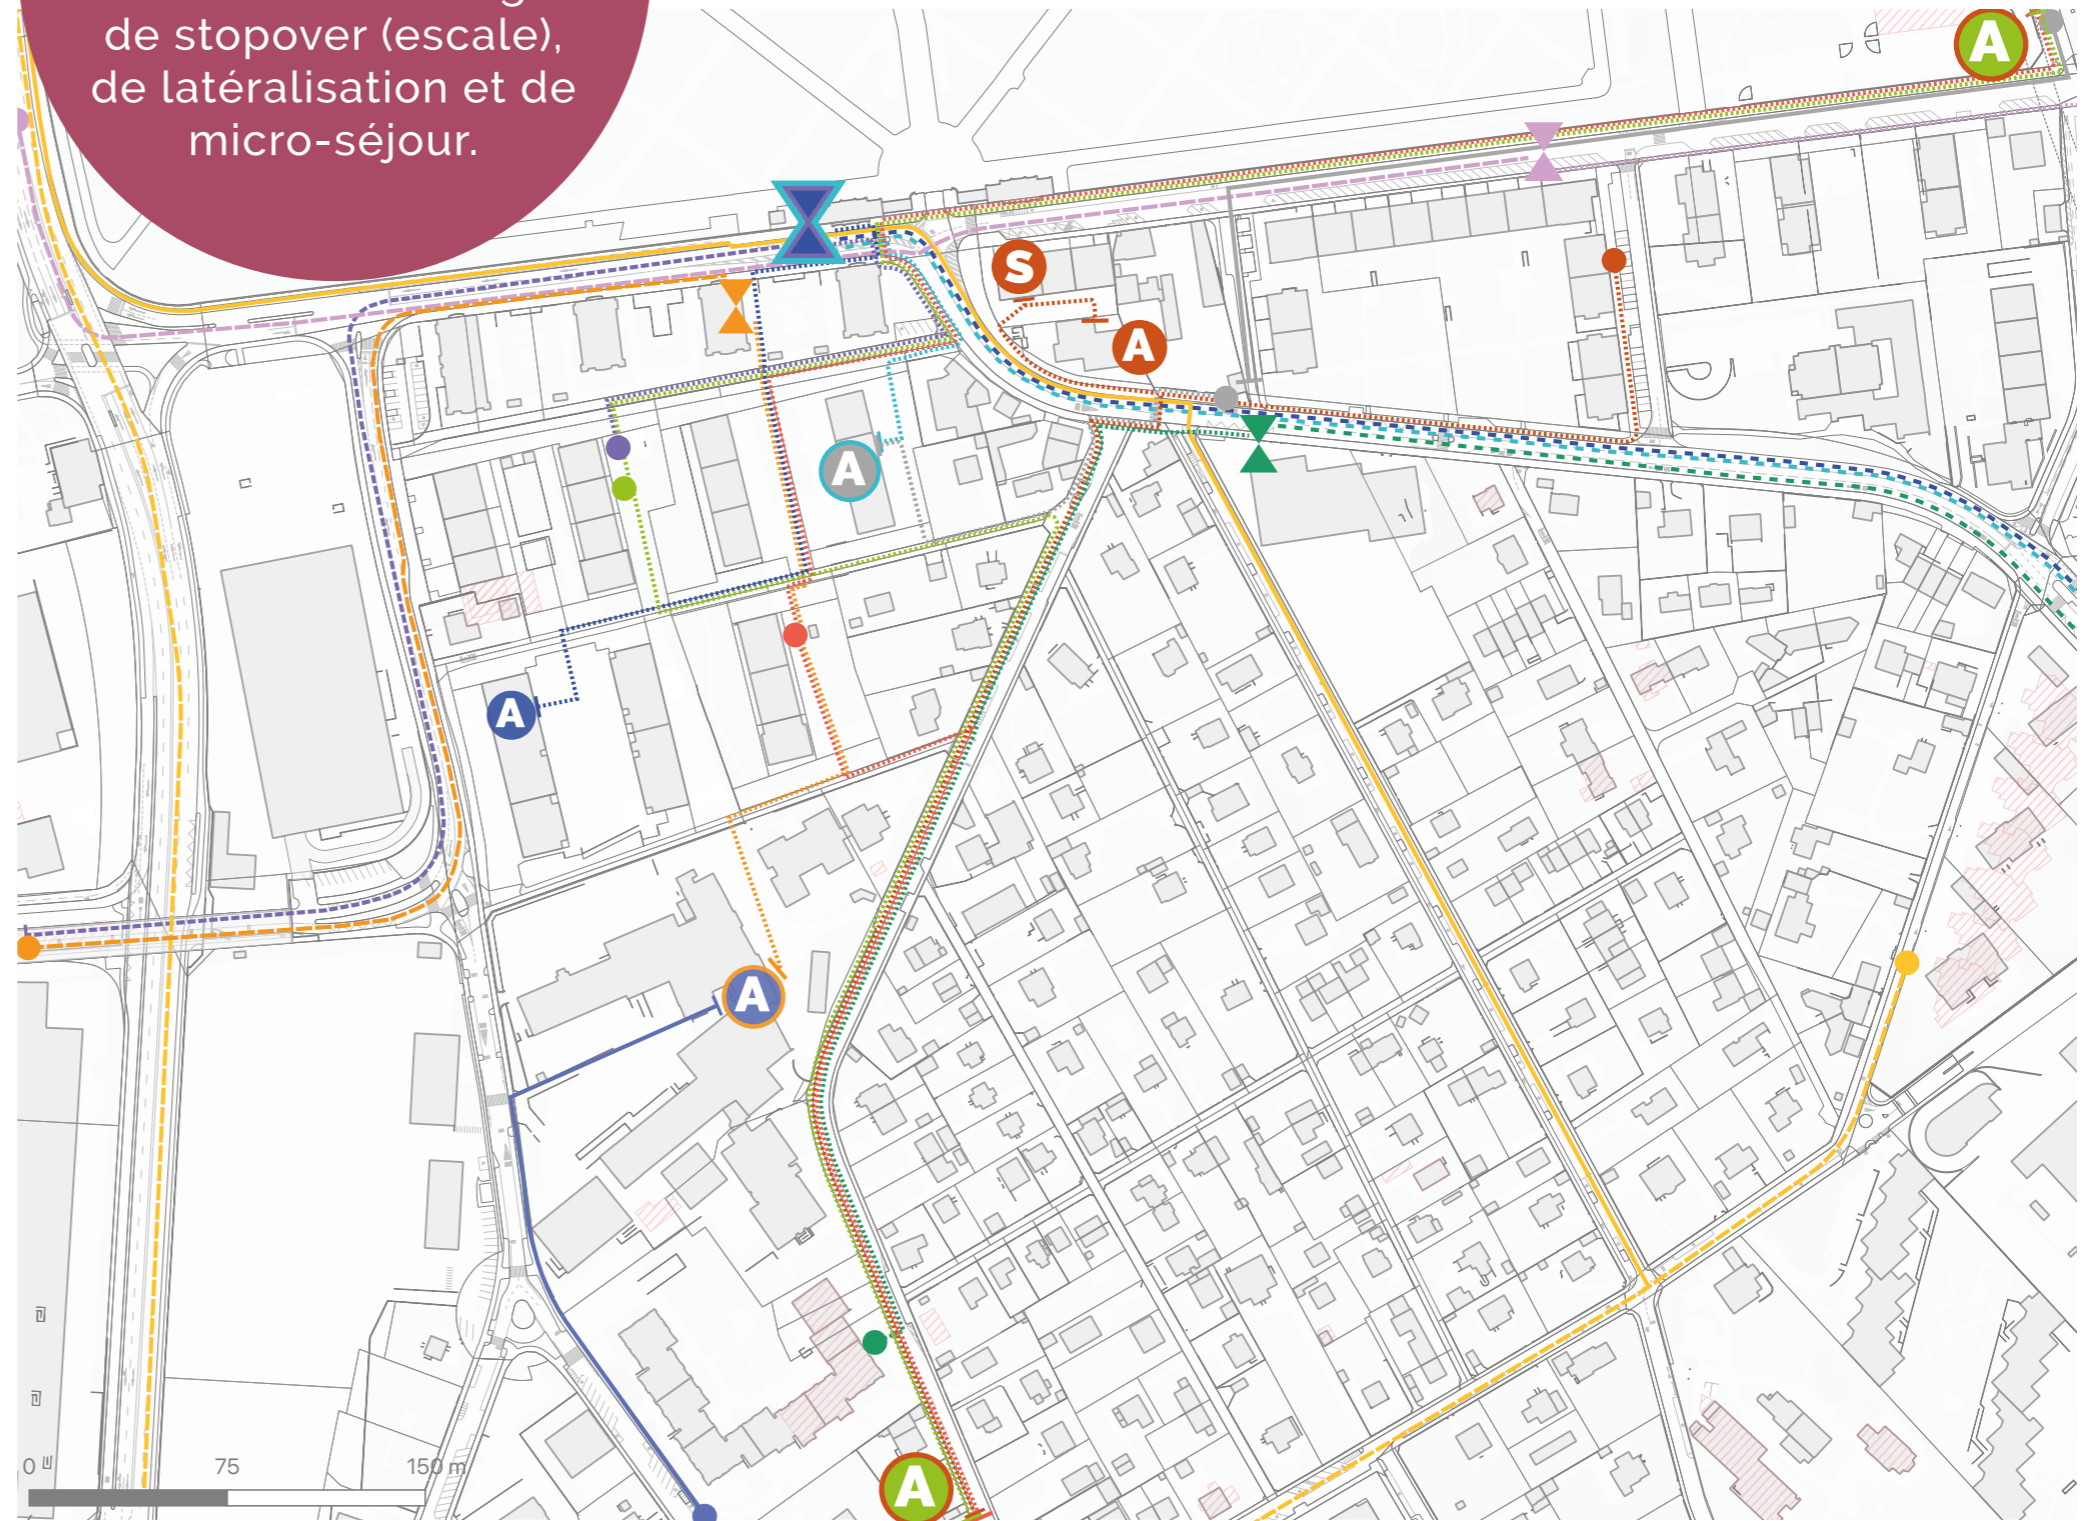 de stopover (escale),
de latéralisation et de
micro-séjour.
A
S
A
A
A
A
A
0 75 150 m